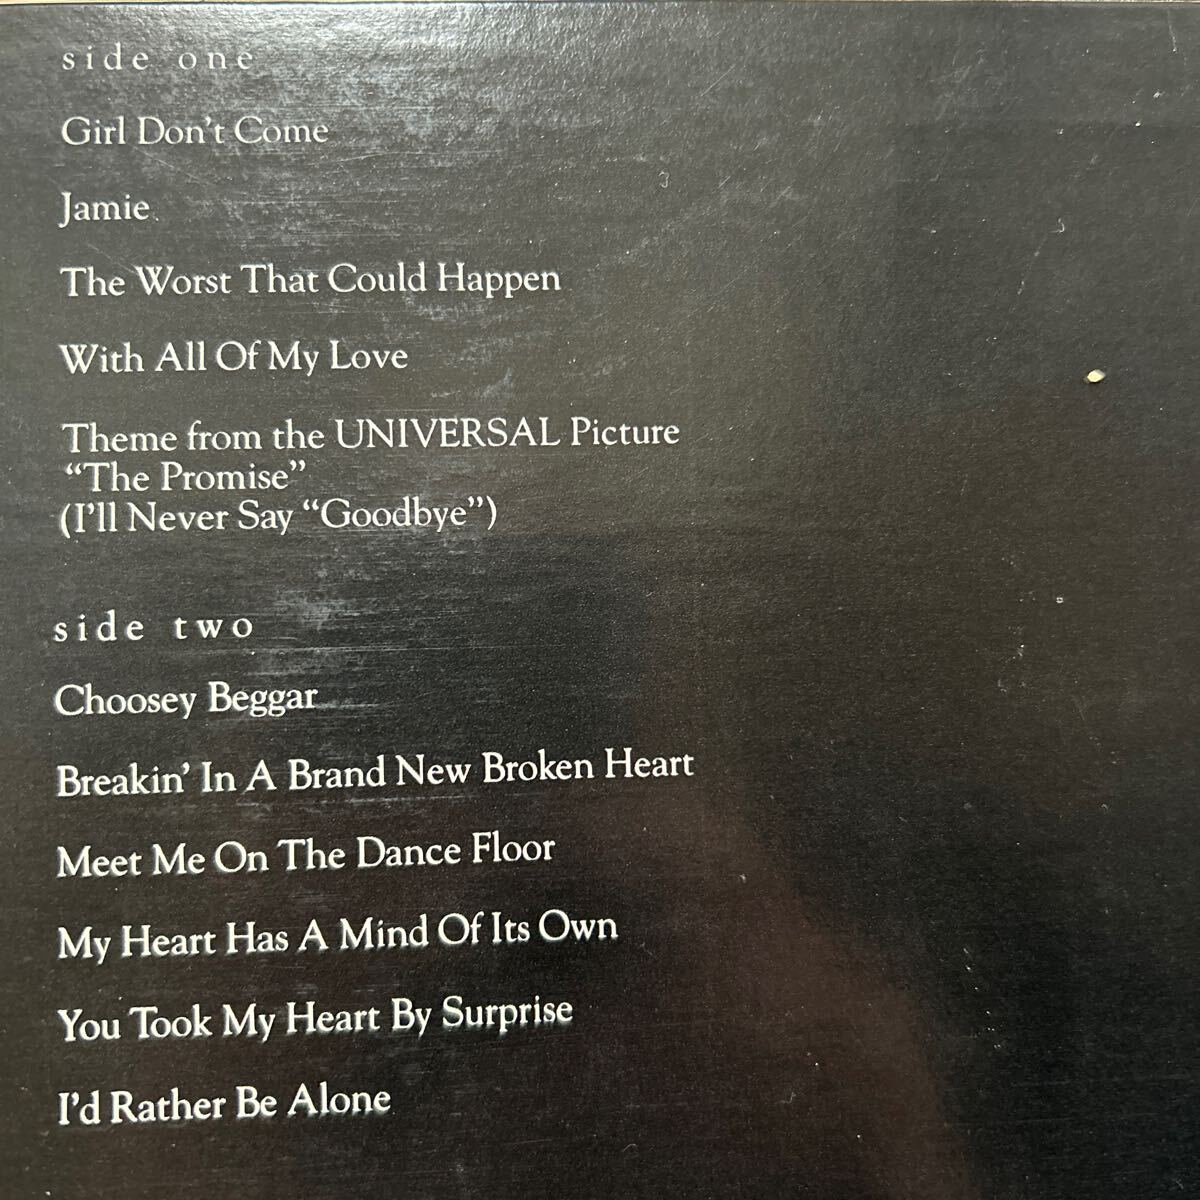 side one
Girl Don't Come
Jamie
The Worst That Could Happen
With All Of My Love
Theme from the UNIVERSAL Picture
“The Promise”
(I'll Never Say “Goodbye”)
side two
Choosey Beggar
Breakin' In A Brand New Broken Heart
Meet Me On The Dance Floor
My Heart Has A Mind Of Its Own
You Took My Heart By Surprise
I'd Rather Be Alone